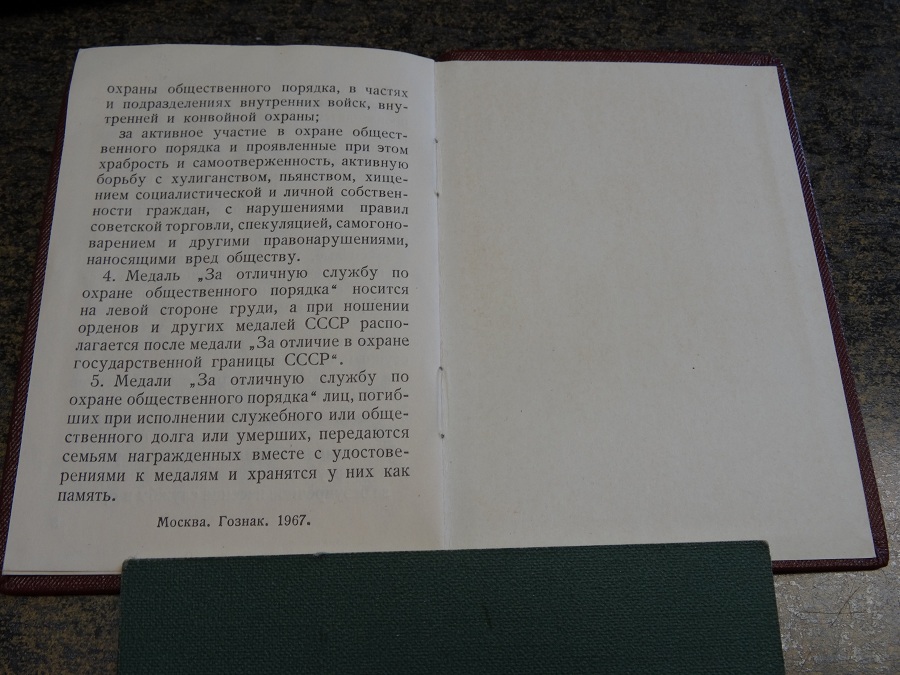 охраны общественного порядка, в частях
и подразделениях внутренних войск, вну-
тренней и конвойной охраны;
за активное участие в охране общест-
венного порядка и проявленные при этом
храбрость и самоотверженность, активную
борьбу с хулиганством, пьянством, хище-
нием социалистической и личной собствен-
ности граждан, с нарушениями правил
советской торговли, спекуляцией, самогоно-
варением и другими правонарушениями,
наносящими вред обществу.
4. Медаль „За отличную службу по
охране общественного порядка“ носится
на левой стороне груди, а при ношении
орденов и других медалей СССР распо-
лагается после медали „За отличие в охране
государственной границы СССР“.
5. Медали „За отличную службу по
охране общественного порядка“ лиц, погиб-
ших при исполнении служебного или обще-
ственного долга или умерших, передаются
семьям награжденных вместе с удостове-
рениями к медалям и хранятся у них как
память.
Москва. Гознак. 1967.